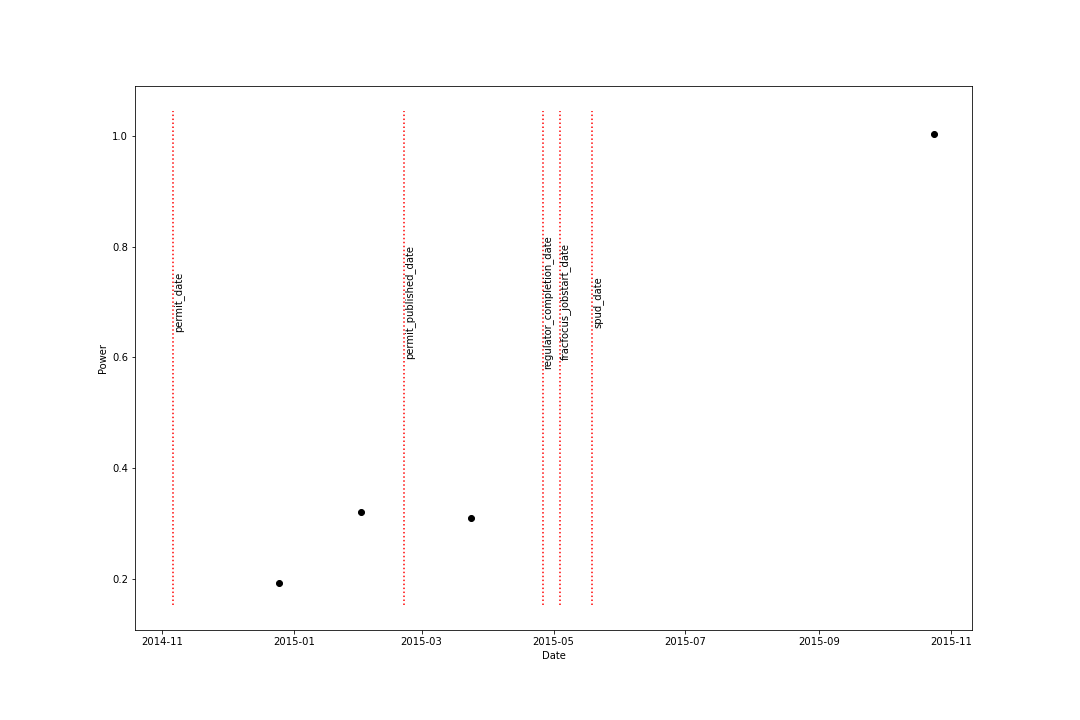 1.0
0.8
0.6
0.4
0.2
Power
permit_date
permit_published_date
regulator_completion_date
fracfocus_jobstart_date
spud_date
2014-11 2015-01 2015-03 2015-05 2015-07 2015-09 2015-11
Date